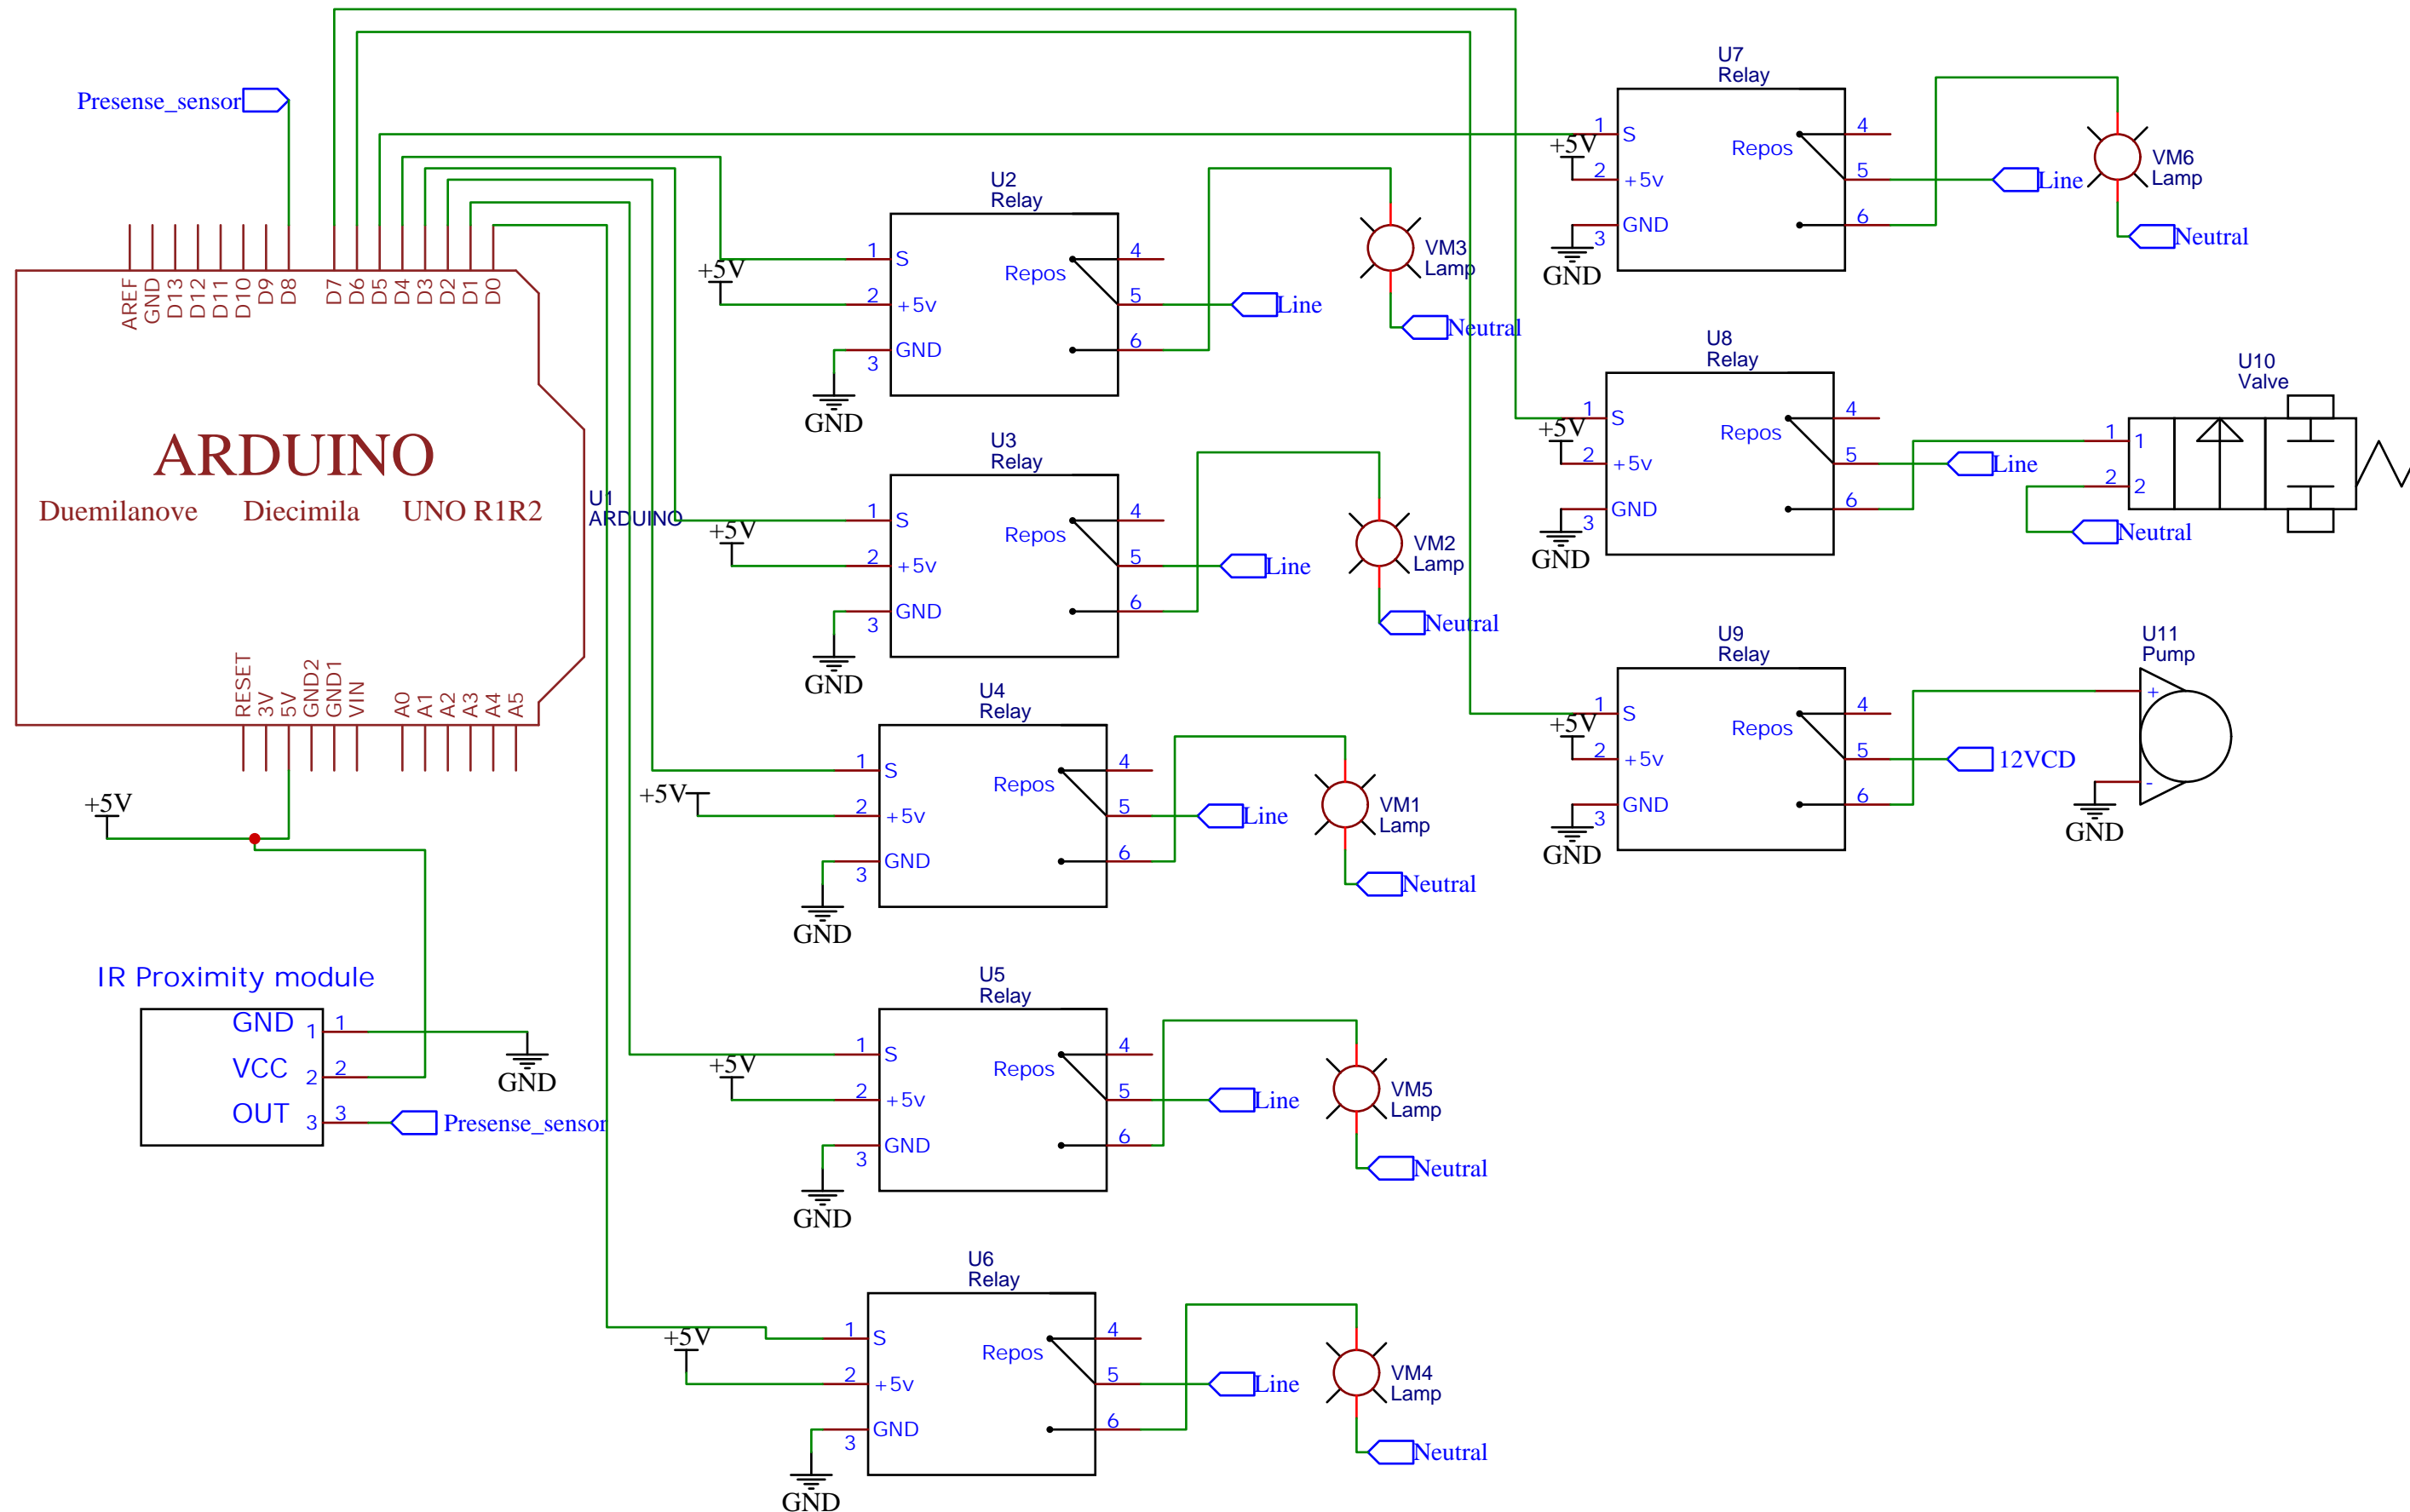 Presense_sensor
AREF
GND
D13
D12
D11
D10
D9
D8
D7
D6
D5
D4
D3
D2
D1
D0
ARDUINO
Duemilanove Diecimila UNO R1R2
U1
ARDUINO
RESET
3V
5V
GND2
GND1
VIN
A0
A1
A2
A3
A4
A5
+5V
IR Proximity module
GND 1 1
VCC 2 2
OUT 3 3
GND
Presense_sensor
U2
Relay
1 S
+5V
2 +5v
3 GND
GND
Repos
4
5
6
Line
VM3
Lamp
Neutral
U3
Relay
1 S
+5V
2 +5v
3 GND
GND
Repos
4
5
6
Line
VM2
Lamp
Neutral
U4
Relay
1 S
+5V
2 +5v
3 GND
GND
Repos
4
5
6
Line
VM1
Lamp
Neutral
U5
Relay
1 S
+5V
2 +5v
3 GND
GND
Repos
4
5
6
Line
VM5
Lamp
Neutral
U6
Relay
1 S
+5V
2 +5v
3 GND
GND
Repos
4
5
6
Line
VM4
Lamp
Neutral
U7
Relay
1 S
+5V
2 +5v
3 GND
GND
Repos
4
5
6
Line
VM6
Lamp
Neutral
U8
Relay
1 S
+5V
2 +5v
3 GND
GND
Repos
4
5
6
Line
U10
Valve
1 1
2 2
Neutral
U9
Relay
1 S
+5V
2 +5v
3 GND
GND
Repos
4
5
6
12VCD
U11
Pump
+
-
GND